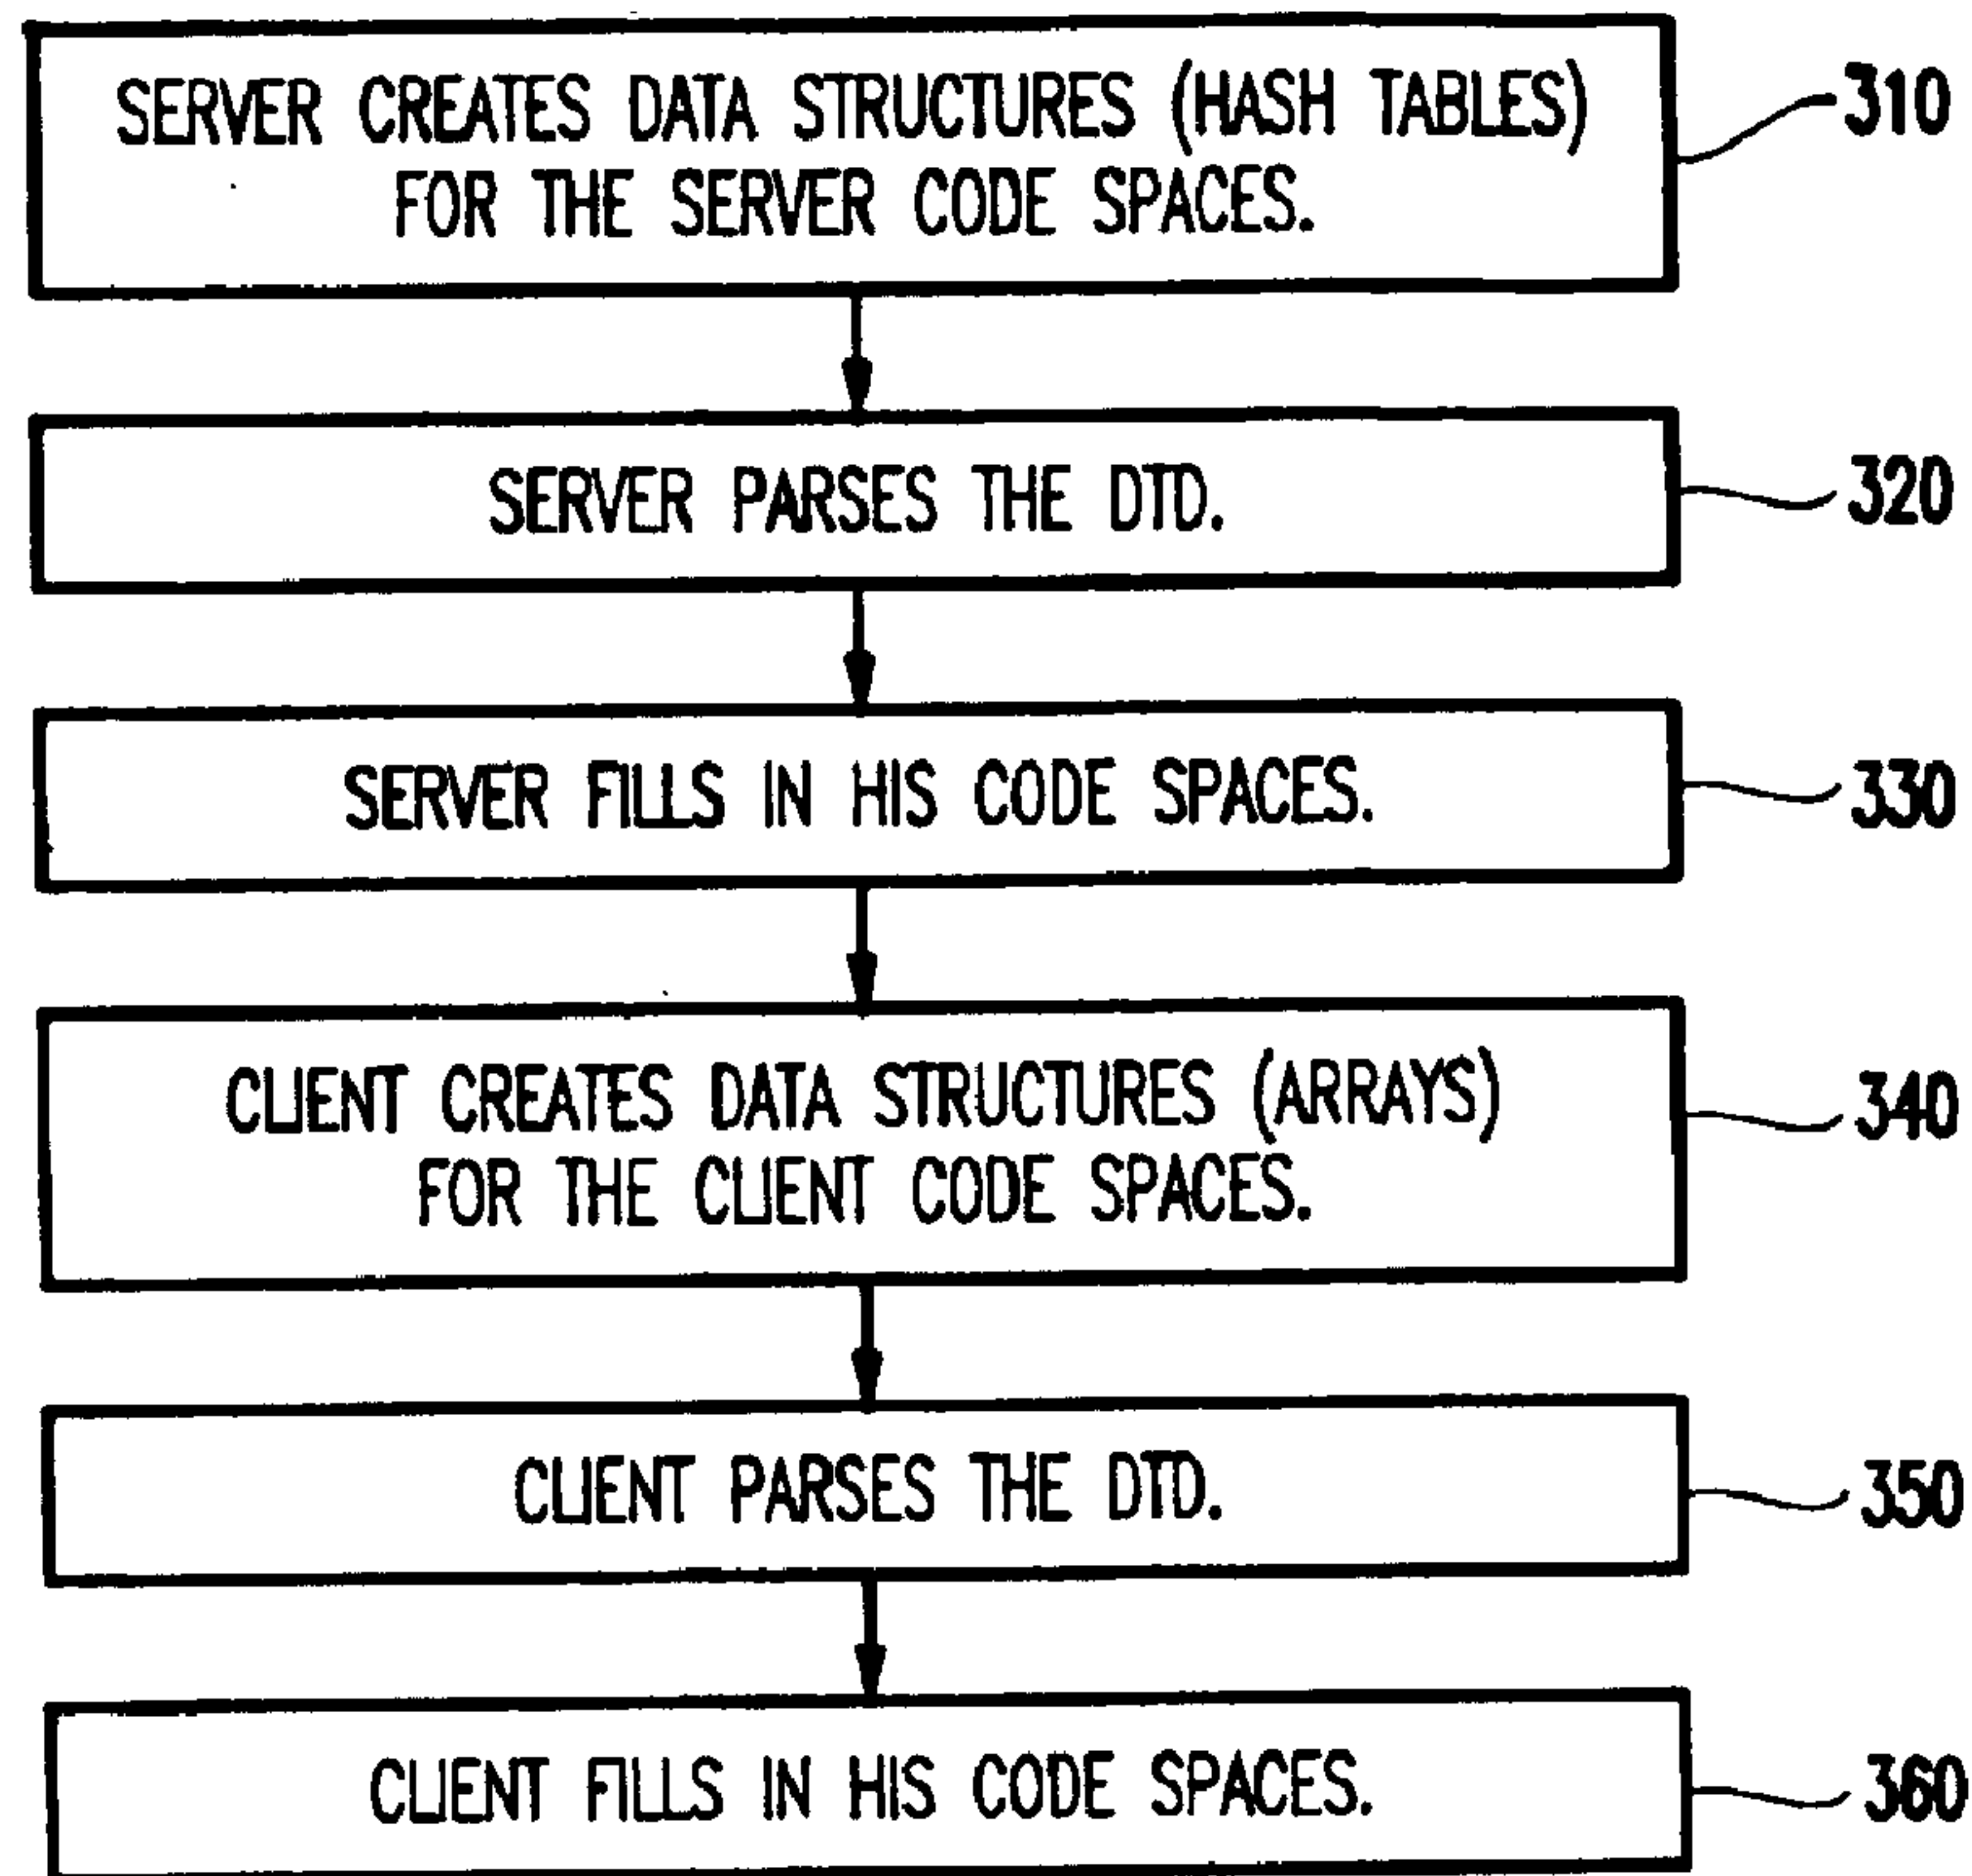 SERVER CREATES DATA STRUCTURES (HASH TABLES)
FOR THE SERVER CODE SPACES.
310
SERVER PARSES THE DTD.
320
SERVER FILLS IN HIS CODE SPACES.
330
CLIENT CREATES DATA STRUCTURES (ARRAYS)
FOR THE CLIENT CODE SPACES.
340
CLIENT PARSES THE DTD.
350
CLIENT FILLS IN HIS CODE SPACES.
360